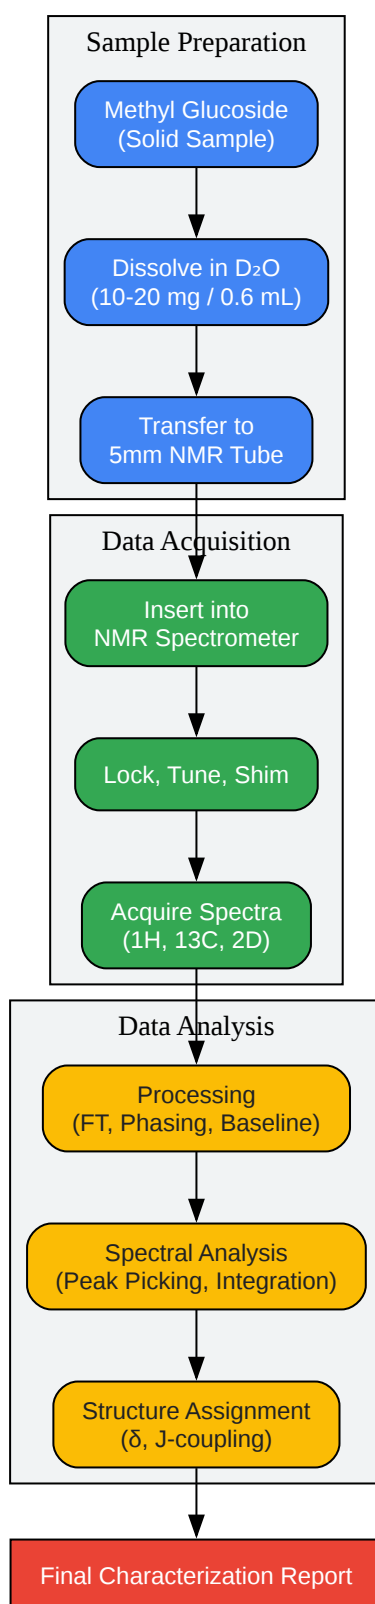 Sample Preparation
Methyl Glucoside
(Solid Sample)
Dissolve in D₂O
(10-20 mg / 0.6 mL)
Transfer to
5mm NMR Tube
Data Acquisition
Insert into
NMR Spectrometer
Lock, Tune, Shim
Acquire Spectra
(1H, 13C, 2D)
Data Analysis
Processing
(FT, Phasing, Baseline)
Spectral Analysis
(Peak Picking, Integration)
Structure Assignment
(δ, J-coupling)
Final Characterization Report